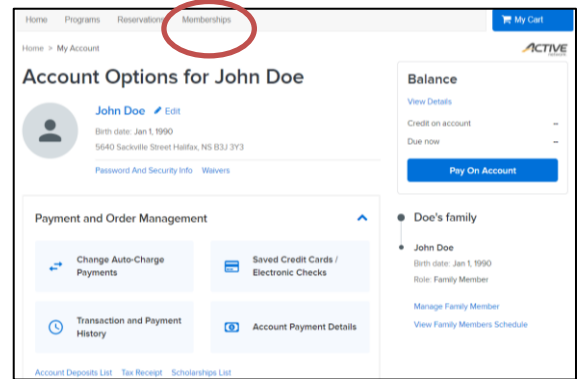 Home Programs Reservations Memberships My Cart
Home > My Account
ACTIVE
Account Options for John Doe
John Doe Edit
Birth date: Jan 1, 1990
5640 Sackville Street Halifax, NS B3J 3Y3
Password And Security Info Waivers
Balance
View Details
Credit on account --
Due now --
Pay On Account
Payment and Order Management
Change Auto-Charge
Payments
Saved Credit Cards /
Electronic Checks
Transaction and Payment
History
Account Payment Details
Account Deposits List Tax Receipt Scholarships List
Doe's family
John Doe
Birth date: Jan 1, 1990
Role: Family Member
Manage Family Member
View Family Members Schedule